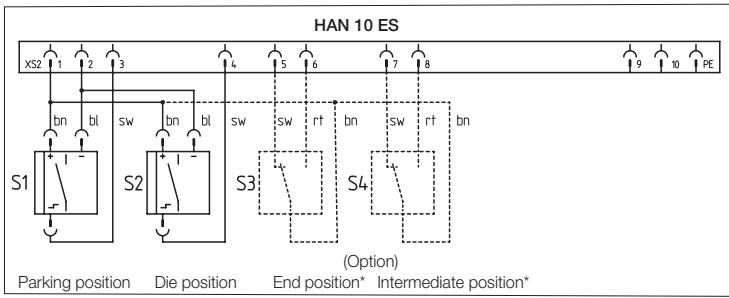 HAN 10 ES
XS2 1 2 3 4 5 6 7 8 9 10 PE
bn bl sw bn bl sw sw rt bn sw rt bn
+ - + -
S1 S2 S3 S4
(Option)
Parking position Die position End position* Intermediate position*